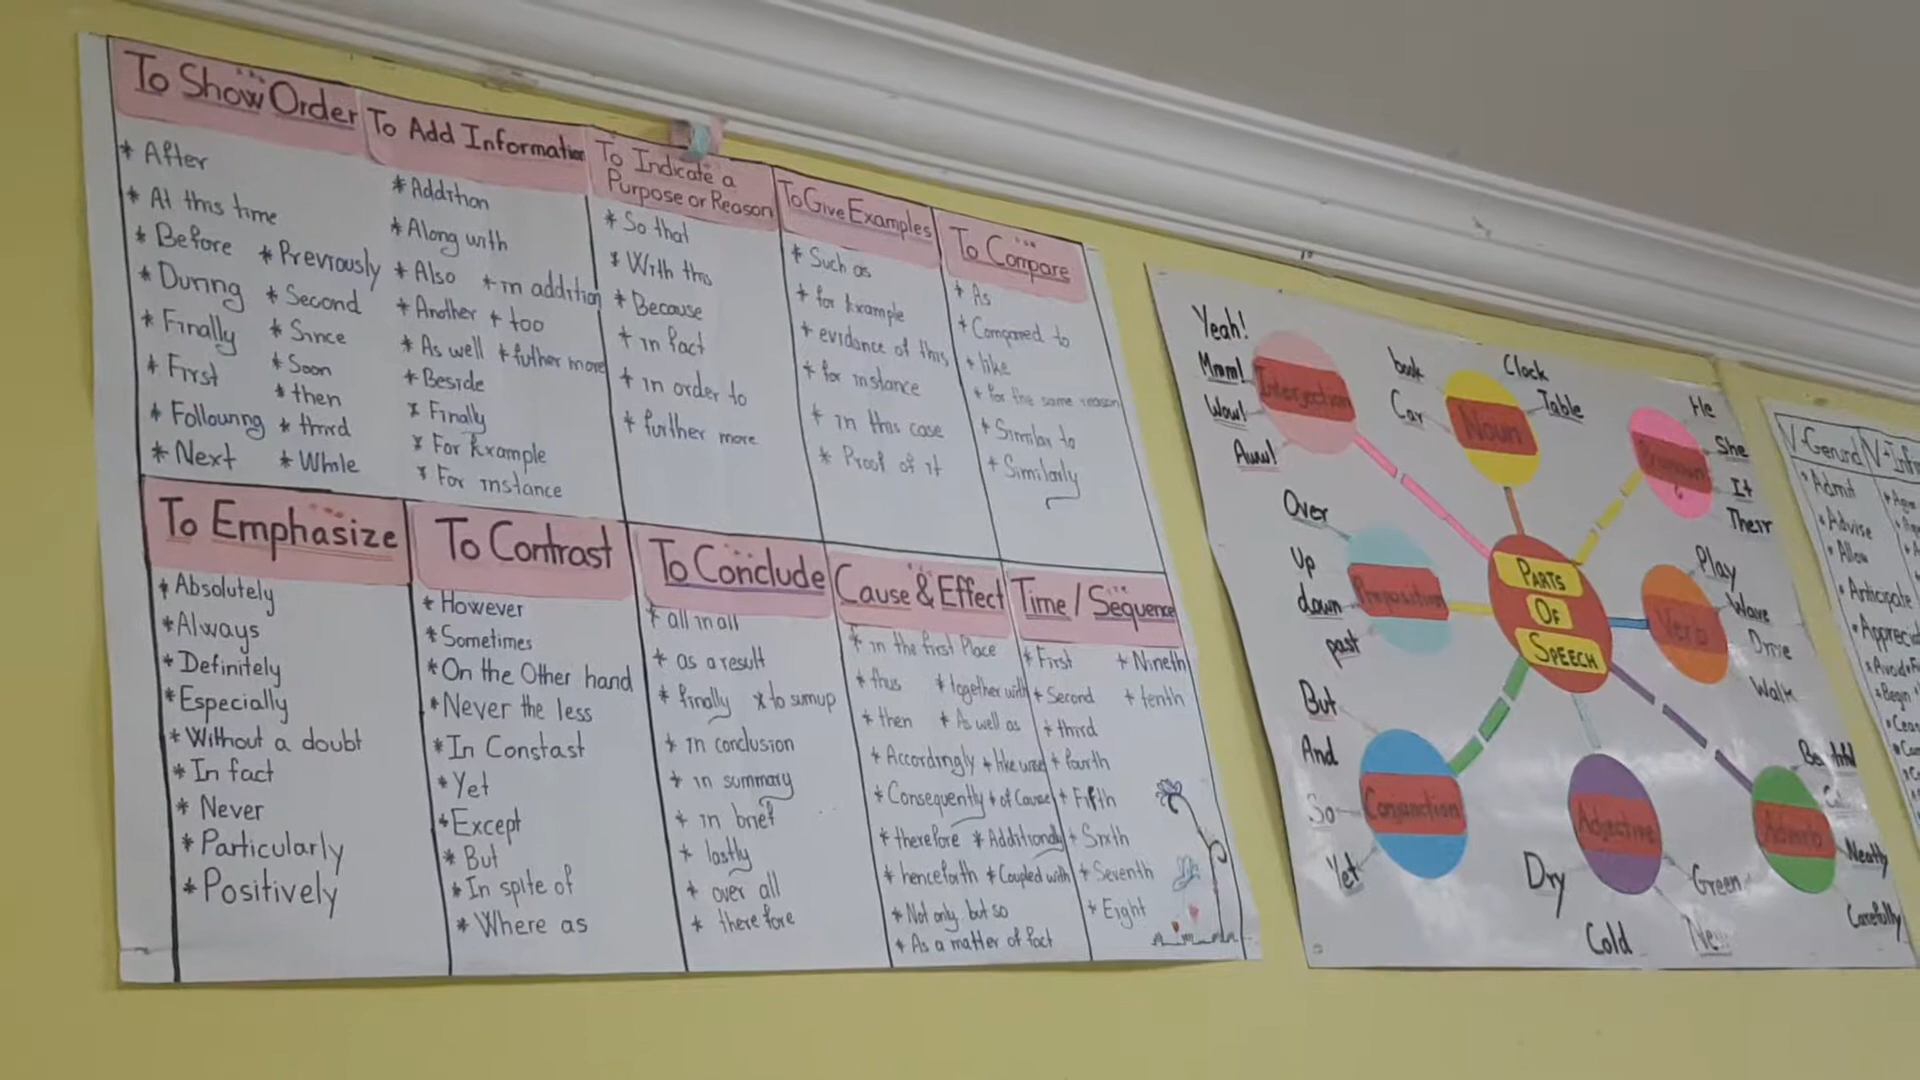 To Show Order
* After
* At this time
* Before * Previously
* During * Second
* Finally * Since
* First * Soon
* then
* Following * third
* Next * While
To Add Information
* Addition
* Along with
* Also * in addition
* Another * too
* As well * futher more
* Beside
* Finally
* For Example
* For instance
To Indicate a
Purpose or Reason
* So that
* With this
* Because
* in fact
* in order to
* further more
To Give Examples
* Such as
* for Example
* evidance of this
* for instance
* in this case
* Proof of it
To Compare
* As
* Compared to
* like
* for the same reason
* Similar to
* Similarly
To Emphasize
* Absolutely
* Always
* Definitely
* Especially
* Without a doubt
* In fact
* Never
* Particularly
* Positively
To Contrast
* However
* Sometimes
* On the Other hand
* Never the less
* In Constast
* Yet
* Except
* But
* In spite of
* Where as
To Conclude
* all in all
* as a result
* finally * to sumup
* in conclusion
* in summary
* in brief
* lastly
* over all
* there fore
Cause & Effect
* in the first Place
* thus * together with
* then * As well as
* Accordingly * like wise
* Consequently * of Cause
* therefore * Additionally
* henceforth * Coupled with
* Not only but so
* As a matter of fact
Time / Sequence
* First * Nineth
* Second * tenth
* third
* fourth
* Fifth
* Sixth
* Seventh
* Eight
PARTS
OF
SPEECH
Interjection
Yeah!
Mmm!
Wow!
Aww!
Noun
book
Car
Clock
Table
Pronoun
He
She
It
Their
Preposition
Over
Up
down
past
Verb
Play
Wave
Drive
Walk
Conjunction
But
And
So
Yet
Adjective
Dry
Cold
Green
Adverb
Neatly
Carefully
V-Gerund
* Admit
* Advise
* Allow
* Anticipate
* Begin